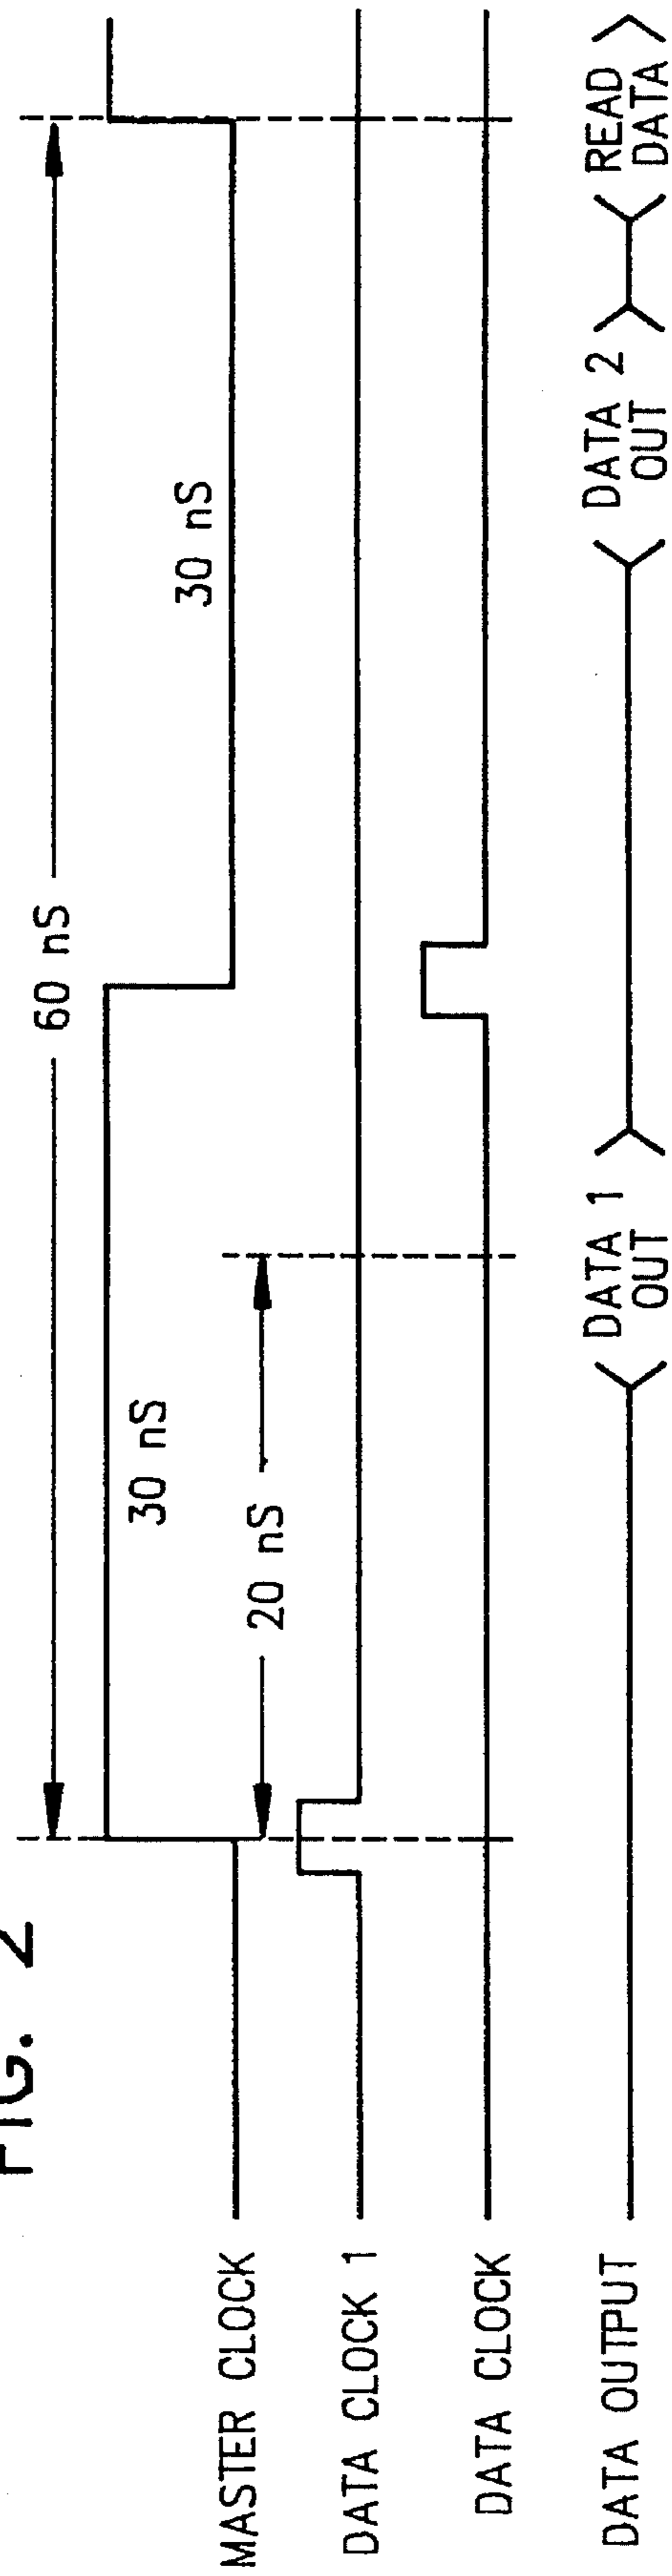 FIG. 2
60 nS
30 nS
30 nS
20 nS
MASTER CLOCK
DATA CLOCK 1
DATA CLOCK
DATA OUTPUT
DATA 1
OUT
DATA 2
OUT
READ
DATA